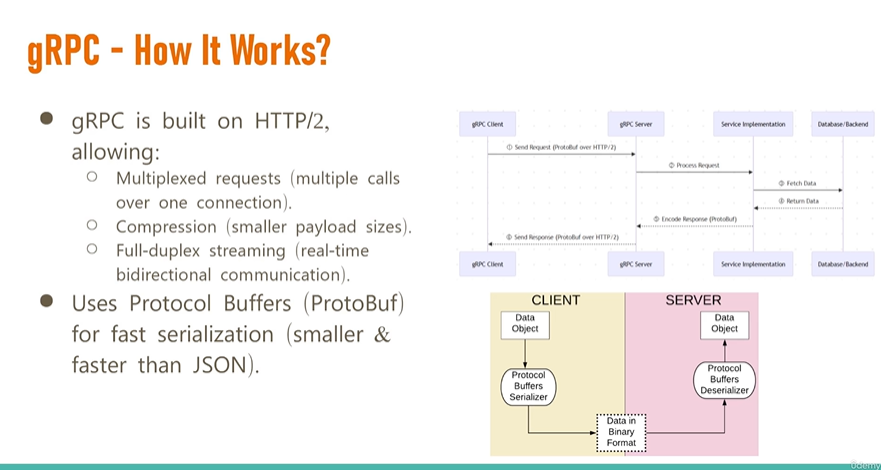 gRPC - How It Works?
● gRPC is built on HTTP/2,
allowing:
○ Multiplexed requests (multiple calls
over one connection).
○ Compression (smaller payload sizes).
○ Full-duplex streaming (real-time
bidirectional communication).
● Uses Protocol Buffers (ProtoBuf)
for fast serialization (smaller &
faster than JSON).
gRPC Client
gRPC Server
Service Implementation
Database/Backend
① Send Request (ProtoBuf over HTTP/2)
② Process Request
③ Fetch Data
④ Return Data
⑤ Encode Response (ProtoBuf)
⑥ Send Response (ProtoBuf over HTTP/2)
gRPC Client
gRPC Server
Service Implementation
Database/Backend
CLIENT
SERVER
Data
Object
Data
Object
Protocol
Buffers
Serializer
Protocol
Buffers
Deserializer
Data in
Binary
Format
Udemy